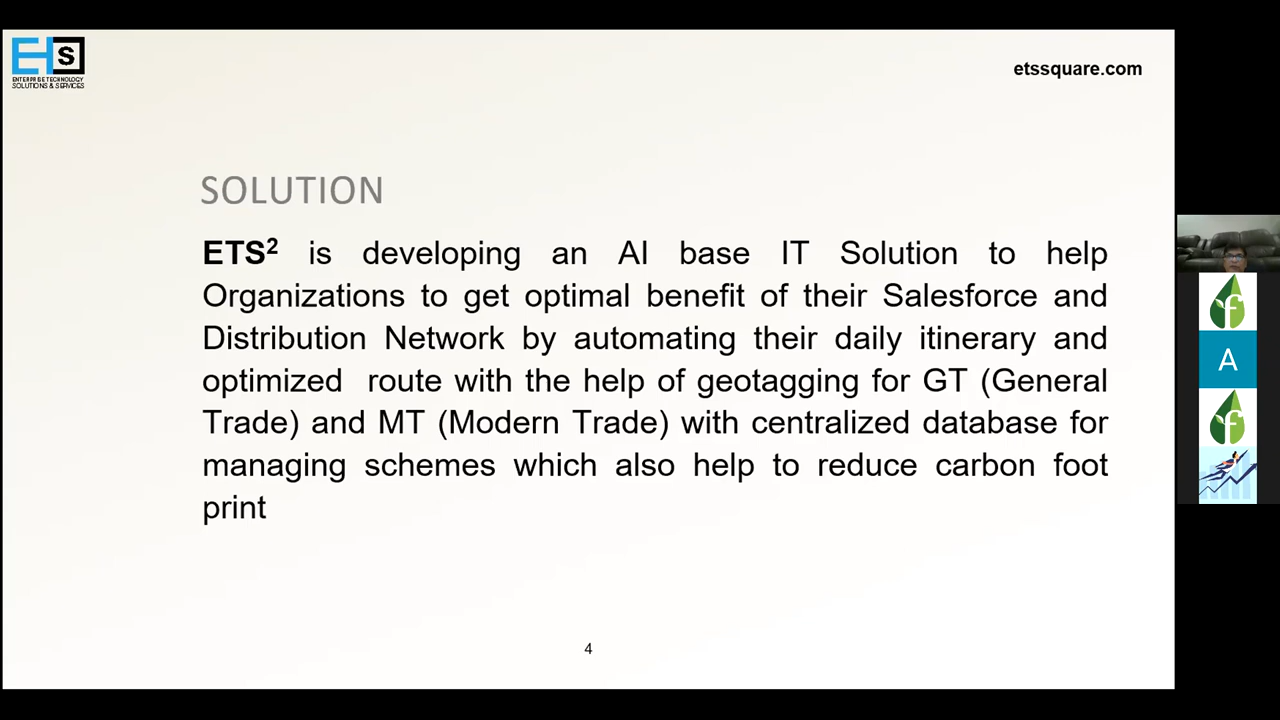 ETS
ENTERPRISE TECHNOLOGY
SOLUTIONS & SERVICES
etssquare.com
SOLUTION
ETS² is developing an AI base IT Solution to help
Organizations to get optimal benefit of their Salesforce and
Distribution Network by automating their daily itinerary and
optimized route with the help of geotagging for GT (General
Trade) and MT (Modern Trade) with centralized database for
managing schemes which also help to reduce carbon foot
print
4
f
A
f